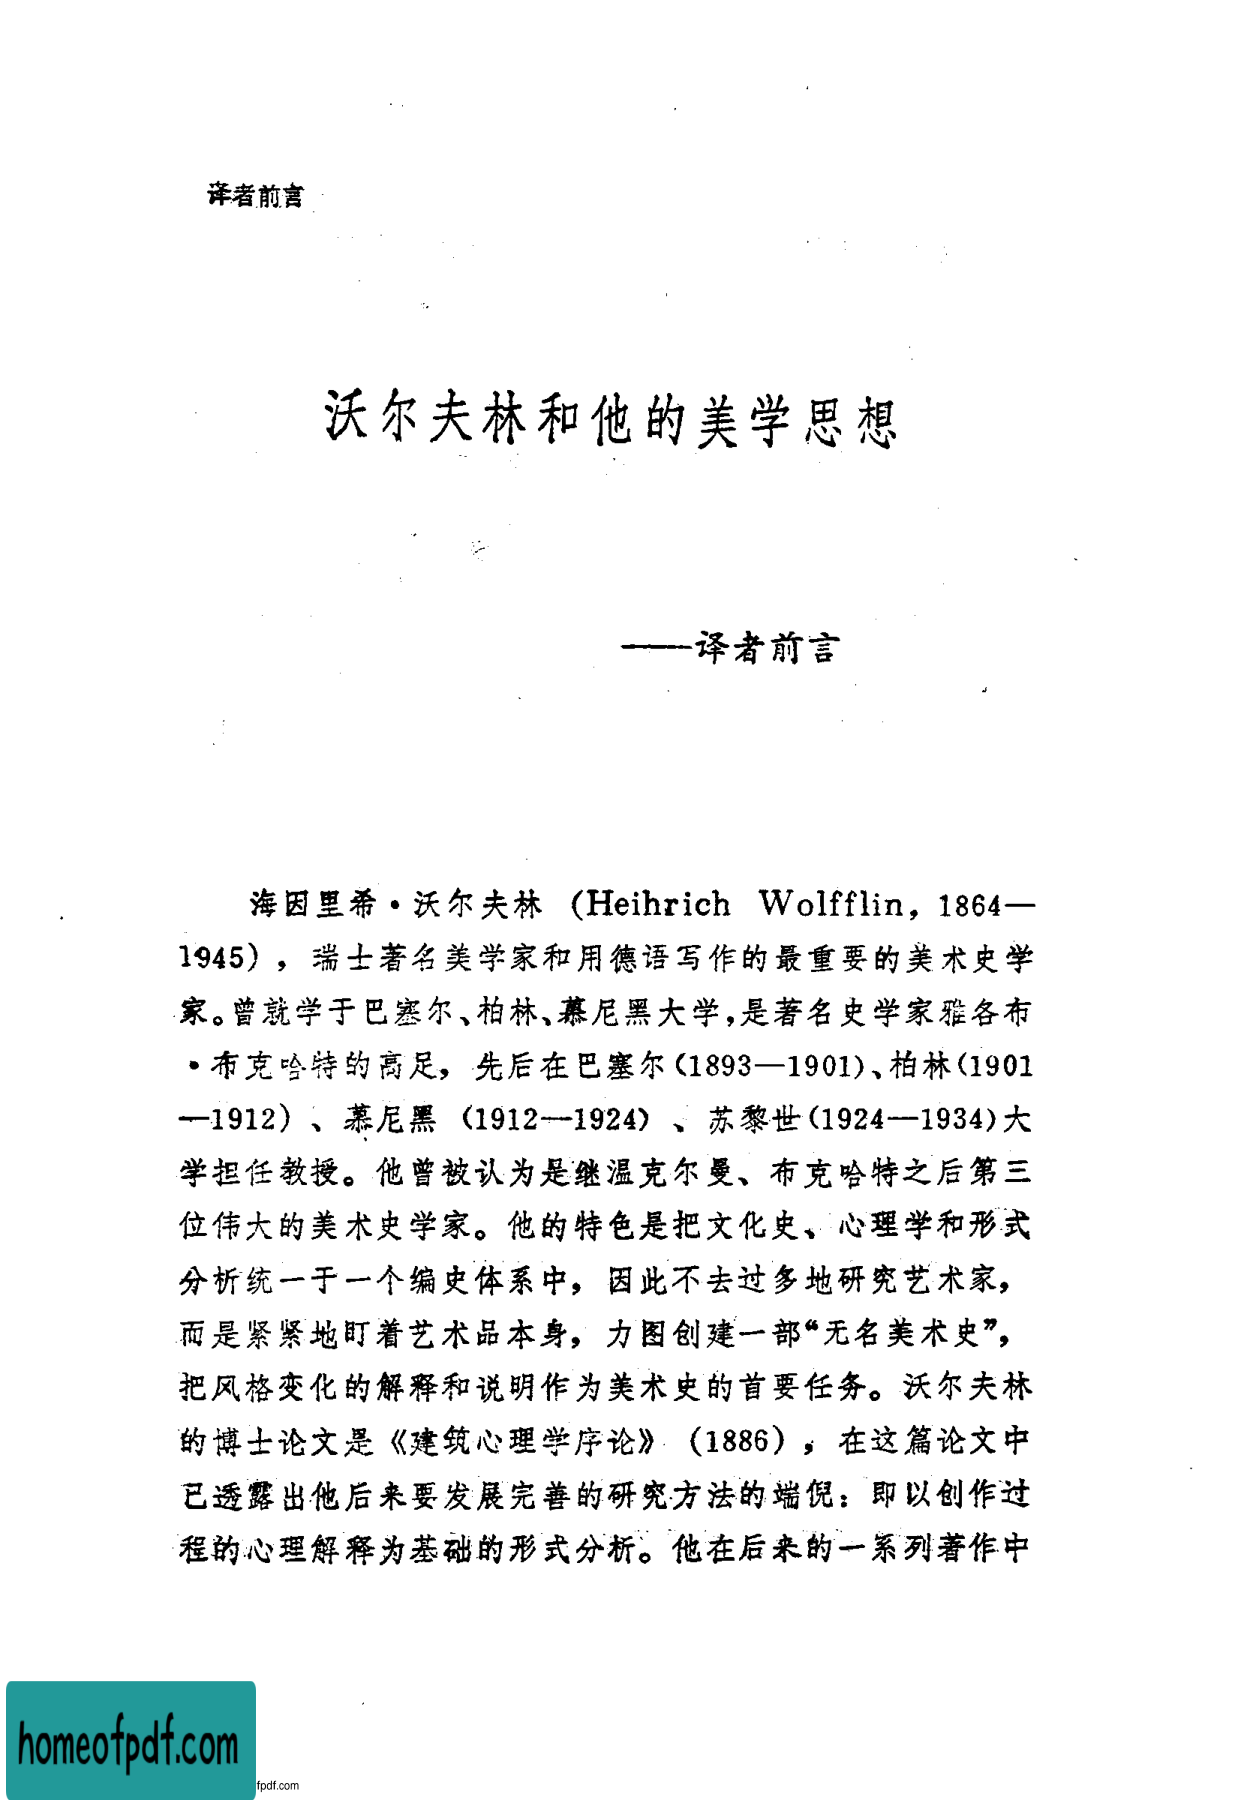 译者前言
沃尔夫林和他的美学思想
——译者前言
海因里希·沃尔夫林 (Heihrich Wolfflin, 1864—
1945) ，瑞士著名美学家和用德语写作的最重要的美术史学
家。曾就学于巴塞尔、柏林、慕尼黑大学，是著名史学家雅各布
·布克哈特的高足，先后在巴塞尔(1893—1901)、柏林(1901
—1912) 、慕尼黑 (1912—1924) 、苏黎世(1924—1934)大
学担任教授。他曾被认为是继温克尔曼、布克哈特之后第三
位伟大的美术史学家。他的特色是把文化史、心理学和形式
分析统一于一个编史体系中，因此不去过多地研究艺术家，
而是紧紧地盯着艺术品本身，力图创建一部“无名美术史”，
把风格变化的解释和说明作为美术史的首要任务。沃尔夫林
的博士论文是《建筑心理学序论》 (1886) ，在这篇论文中
已透露出他后来要发展完善的研究方法的端倪：即以创作过
程的心理解释为基础的形式分析。他在后来的一系列著作中
homeofpdf.com
fpdf.com